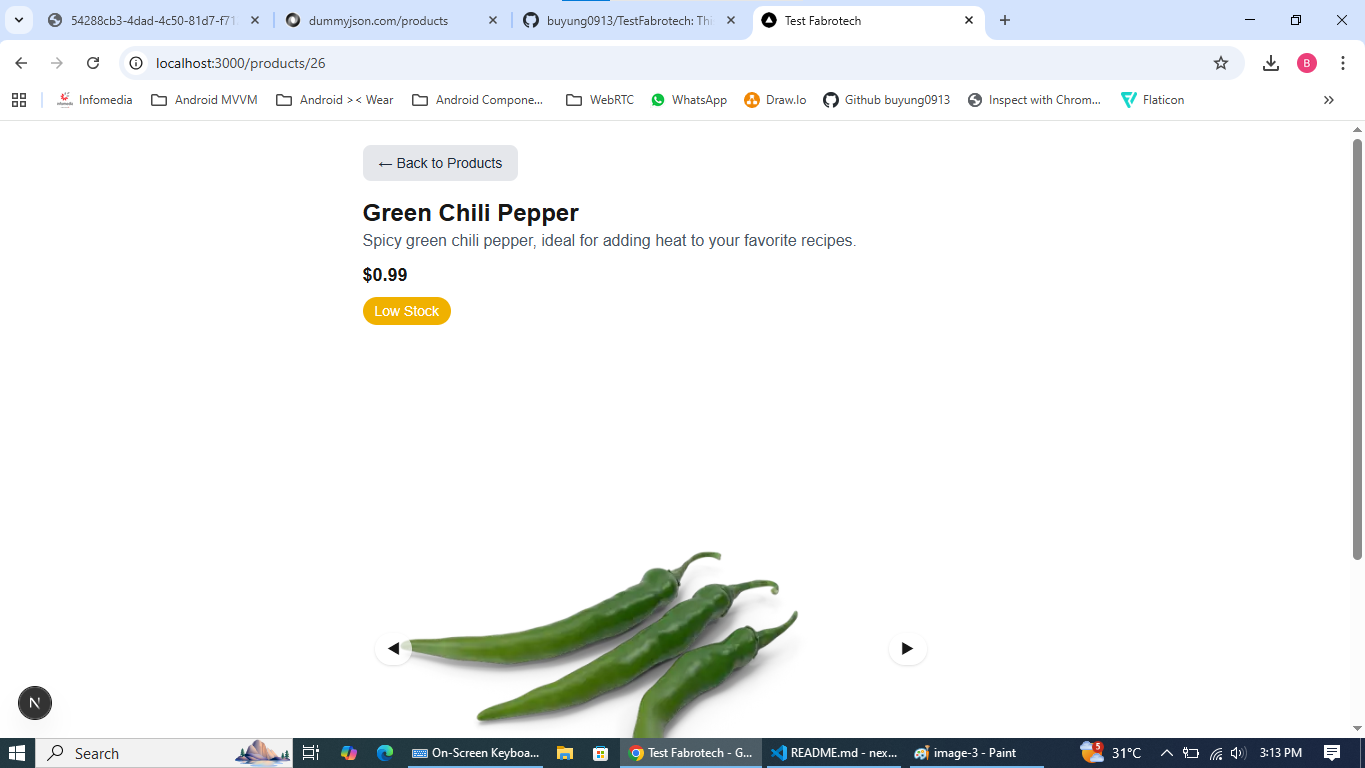 54288cb3-4dad-4c50-81d7-f71
dummyjson.com/products
buyung0913/TestFabrotech: Thi
Test Fabrotech
localhost:3000/products/26
B
Infomedia
Android MVVM
Android >< Wear
Android Compone...
WebRTC
WhatsApp
Draw.Io
Github buyung0913
Inspect with Chrom...
Flaticon
← Back to Products
Green Chili Pepper
Spicy green chili pepper, ideal for adding heat to your favorite recipes.
$0.99
Low Stock
N
Search
On-Screen Keyboa...
Test Fabrotech - G...
README.md - nex...
image-3 - Paint
5
31°C
3:13 PM